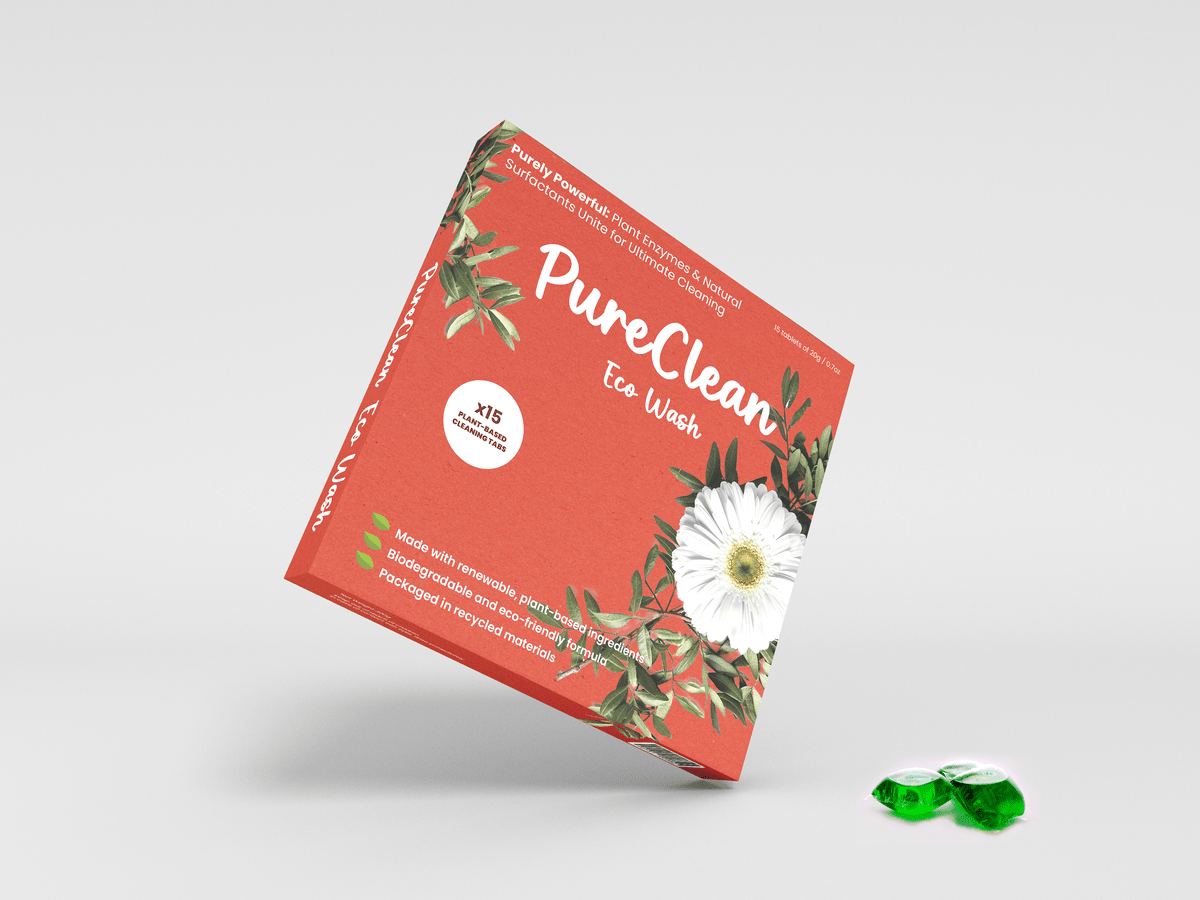 Purely Powerful: Plant Enzymes & Natural
Surfactants Unite for Ultimate Cleaning
15 tablets of 20g / 0.7oz
PureClean
Eco Wash
x15
PLANT-BASED
CLEANING TABS
Made with renewable, plant-based ingredients
Biodegradable and eco-friendly formula
Packaged in recycled materials
PureClean Eco Wash